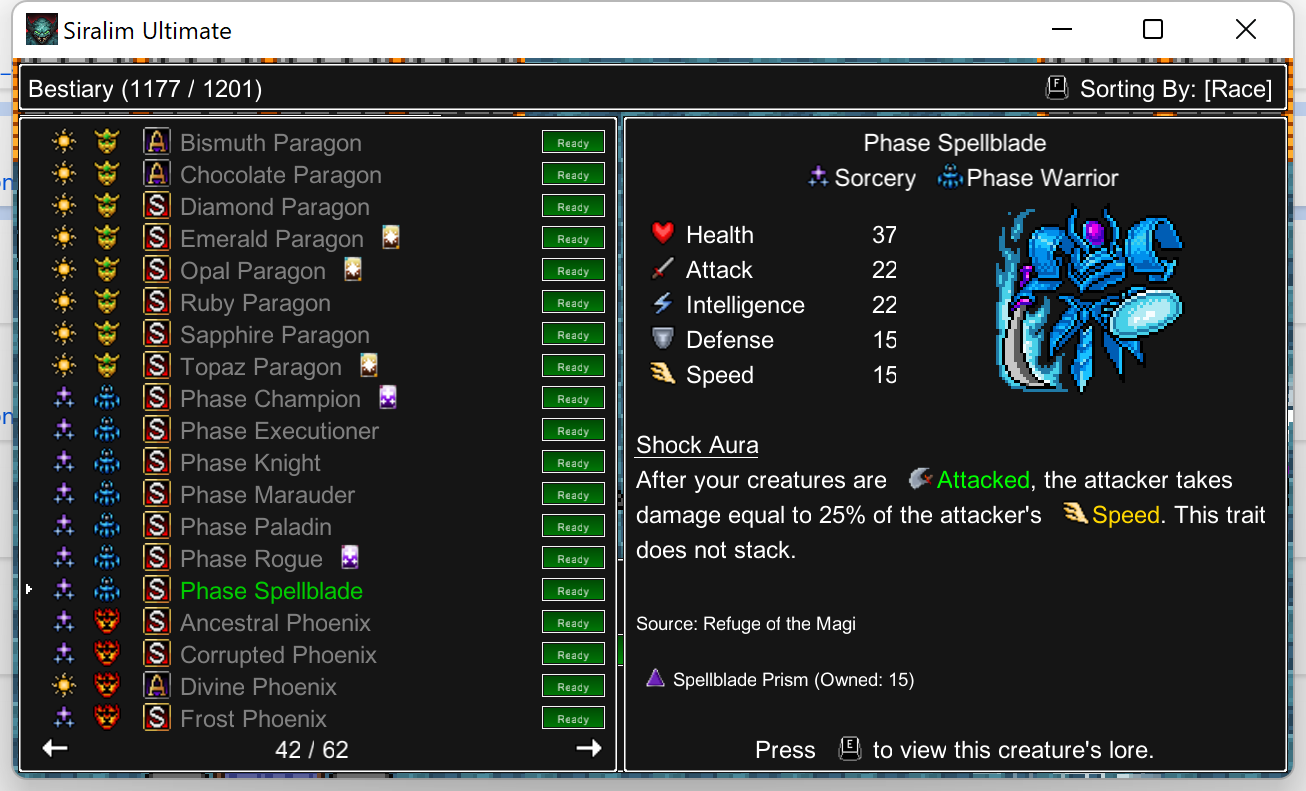 Siralim Ultimate
Bestiary (1177 / 1201)
F Sorting By: [Race]
A Bismuth Paragon Ready
A Chocolate Paragon Ready
S Diamond Paragon Ready
S Emerald Paragon Ready
S Opal Paragon Ready
S Ruby Paragon Ready
S Sapphire Paragon Ready
S Topaz Paragon Ready
S Phase Champion Ready
S Phase Executioner Ready
S Phase Knight Ready
S Phase Marauder Ready
S Phase Paladin Ready
S Phase Rogue Ready
S Phase Spellblade Ready
S Ancestral Phoenix Ready
S Corrupted Phoenix Ready
A Divine Phoenix Ready
S Frost Phoenix Ready
42 / 62
Phase Spellblade
Sorcery Phase Warrior
Health 37
Attack 22
Intelligence 22
Defense 15
Speed 15
Shock Aura
After your creatures are Attacked, the attacker takes
damage equal to 25% of the attacker's Speed. This trait
does not stack.
Source: Refuge of the Magi
Spellblade Prism (Owned: 15)
Press E to view this creature's lore.